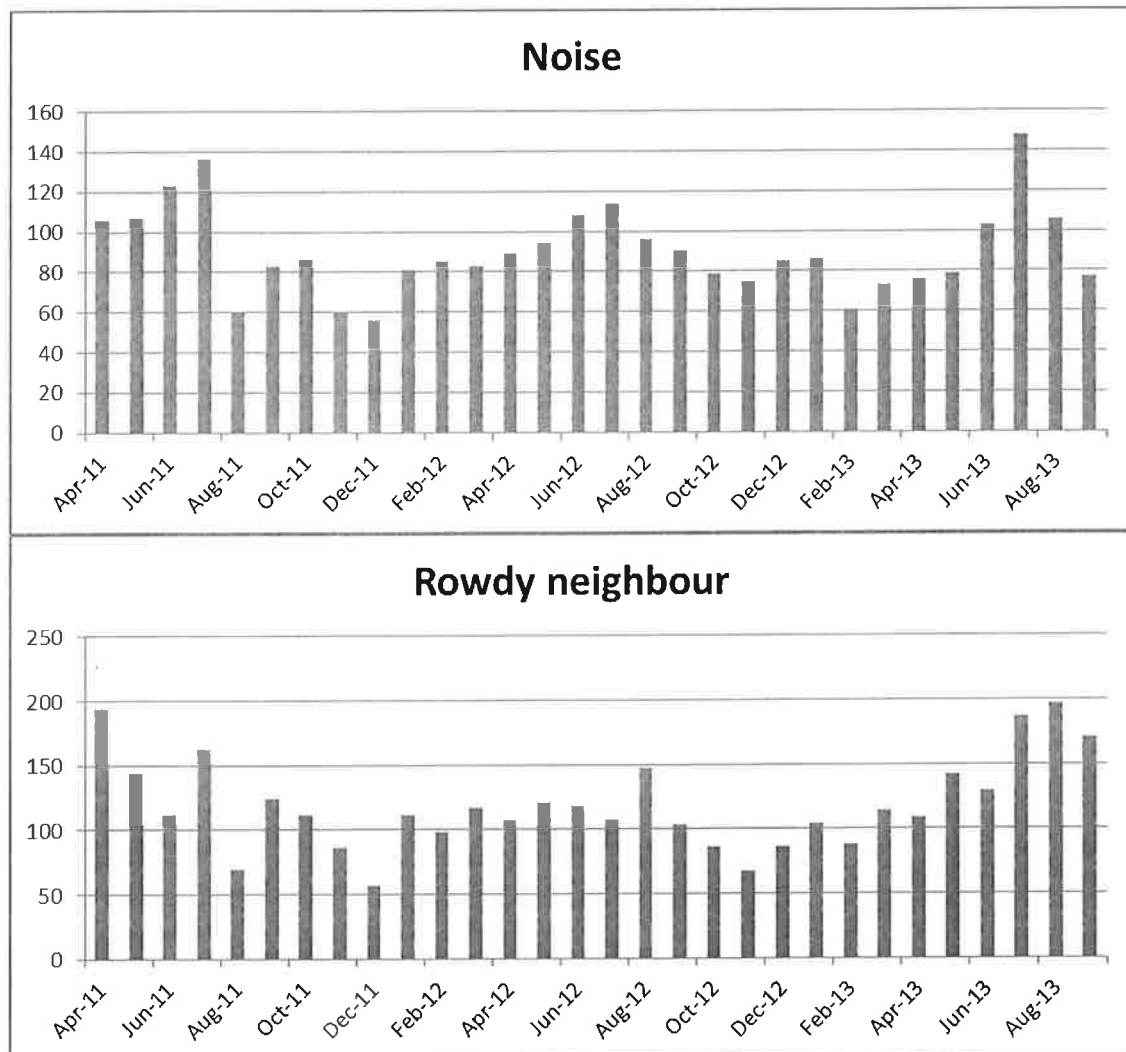 Noise
160
140
120
100
80
60
40
20
0
Apr-11
Jun-11
Aug-11
Oct-11
Dec-11
Feb-12
Apr-12
Jun-12
Aug-12
Oct-12
Dec-12
Feb-13
Apr-13
Jun-13
Aug-13
Rowdy neighbour
250
200
150
100
50
0
Apr-11
Jun-11
Aug-11
Oct-11
Dec-11
Feb-12
Apr-12
Jun-12
Aug-12
Oct-12
Dec-12
Feb-13
Apr-13
Jun-13
Aug-13